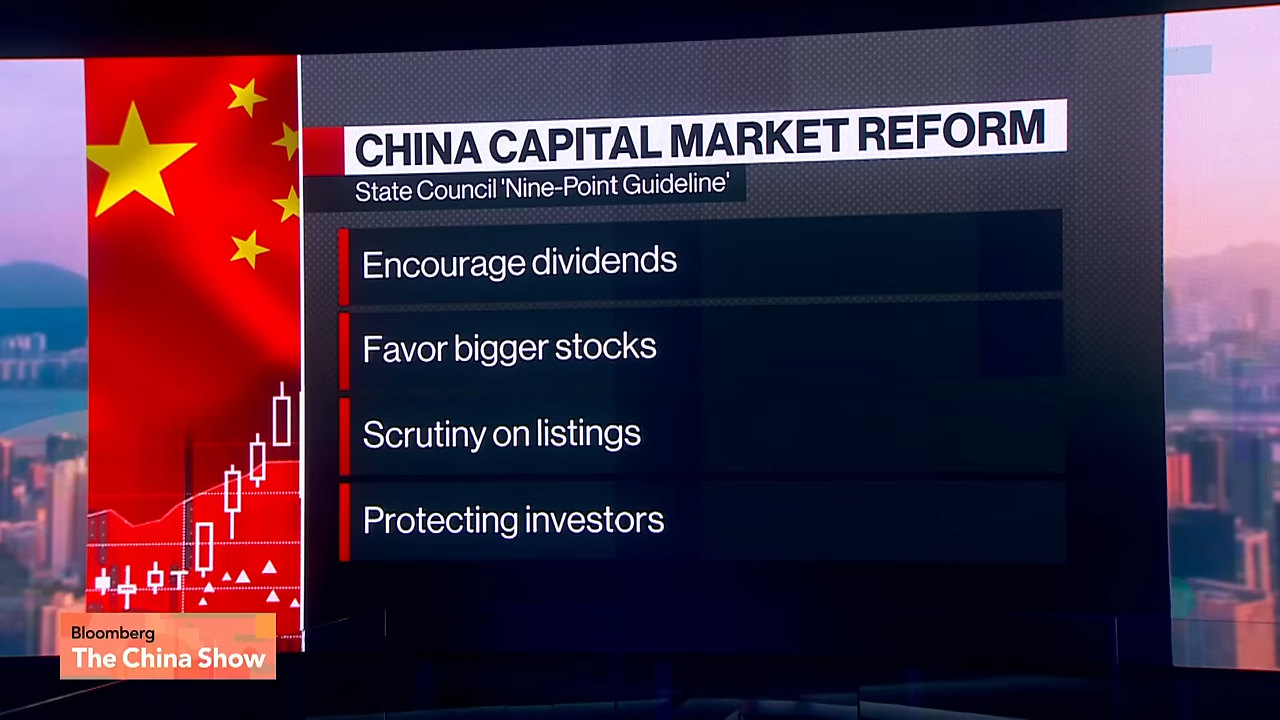 CHINA CAPITAL MARKET REFORM
State Council 'Nine-Point Guideline'
Encourage dividends
Favor bigger stocks
Scrutiny on listings
Protecting investors
Bloomberg
The China Show